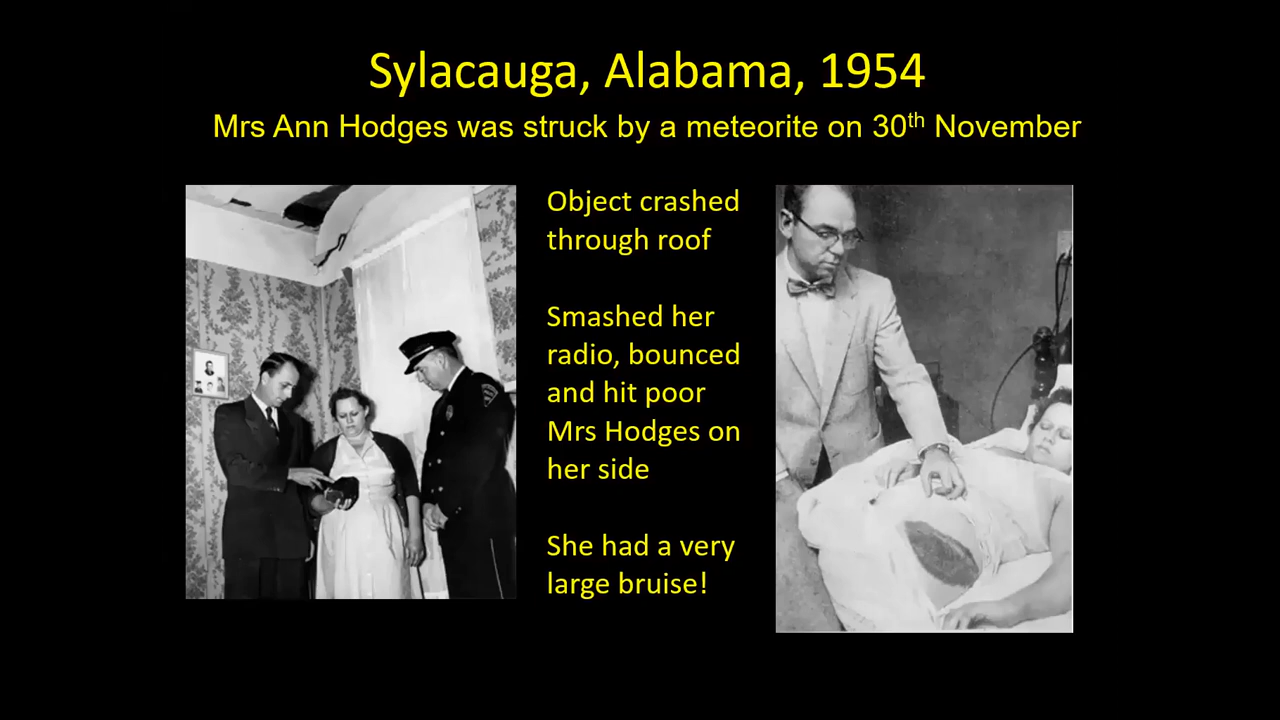 Sylacauga, Alabama, 1954
Mrs Ann Hodges was struck by a meteorite on 30th November
Object crashed
through roof
Smashed her
radio, bounced
and hit poor
Mrs Hodges on
her side
She had a very
large bruise!